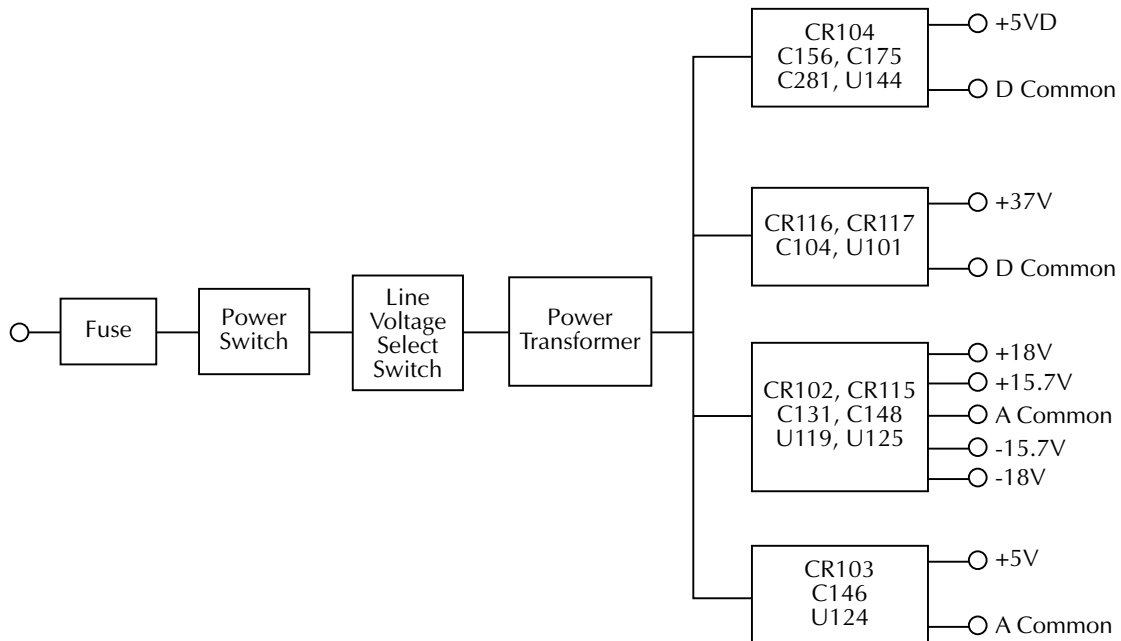 Fuse
Power
Switch
Line
Voltage
Select
Switch
Power
Transformer
CR104
C156, C175
C281, U144
+5VD
D Common
CR116, CR117
C104, U101
+37V
D Common
CR102, CR115
C131, C148
U119, U125
+18V
+15.7V
A Common
-15.7V
-18V
CR103
C146
U124
+5V
A Common